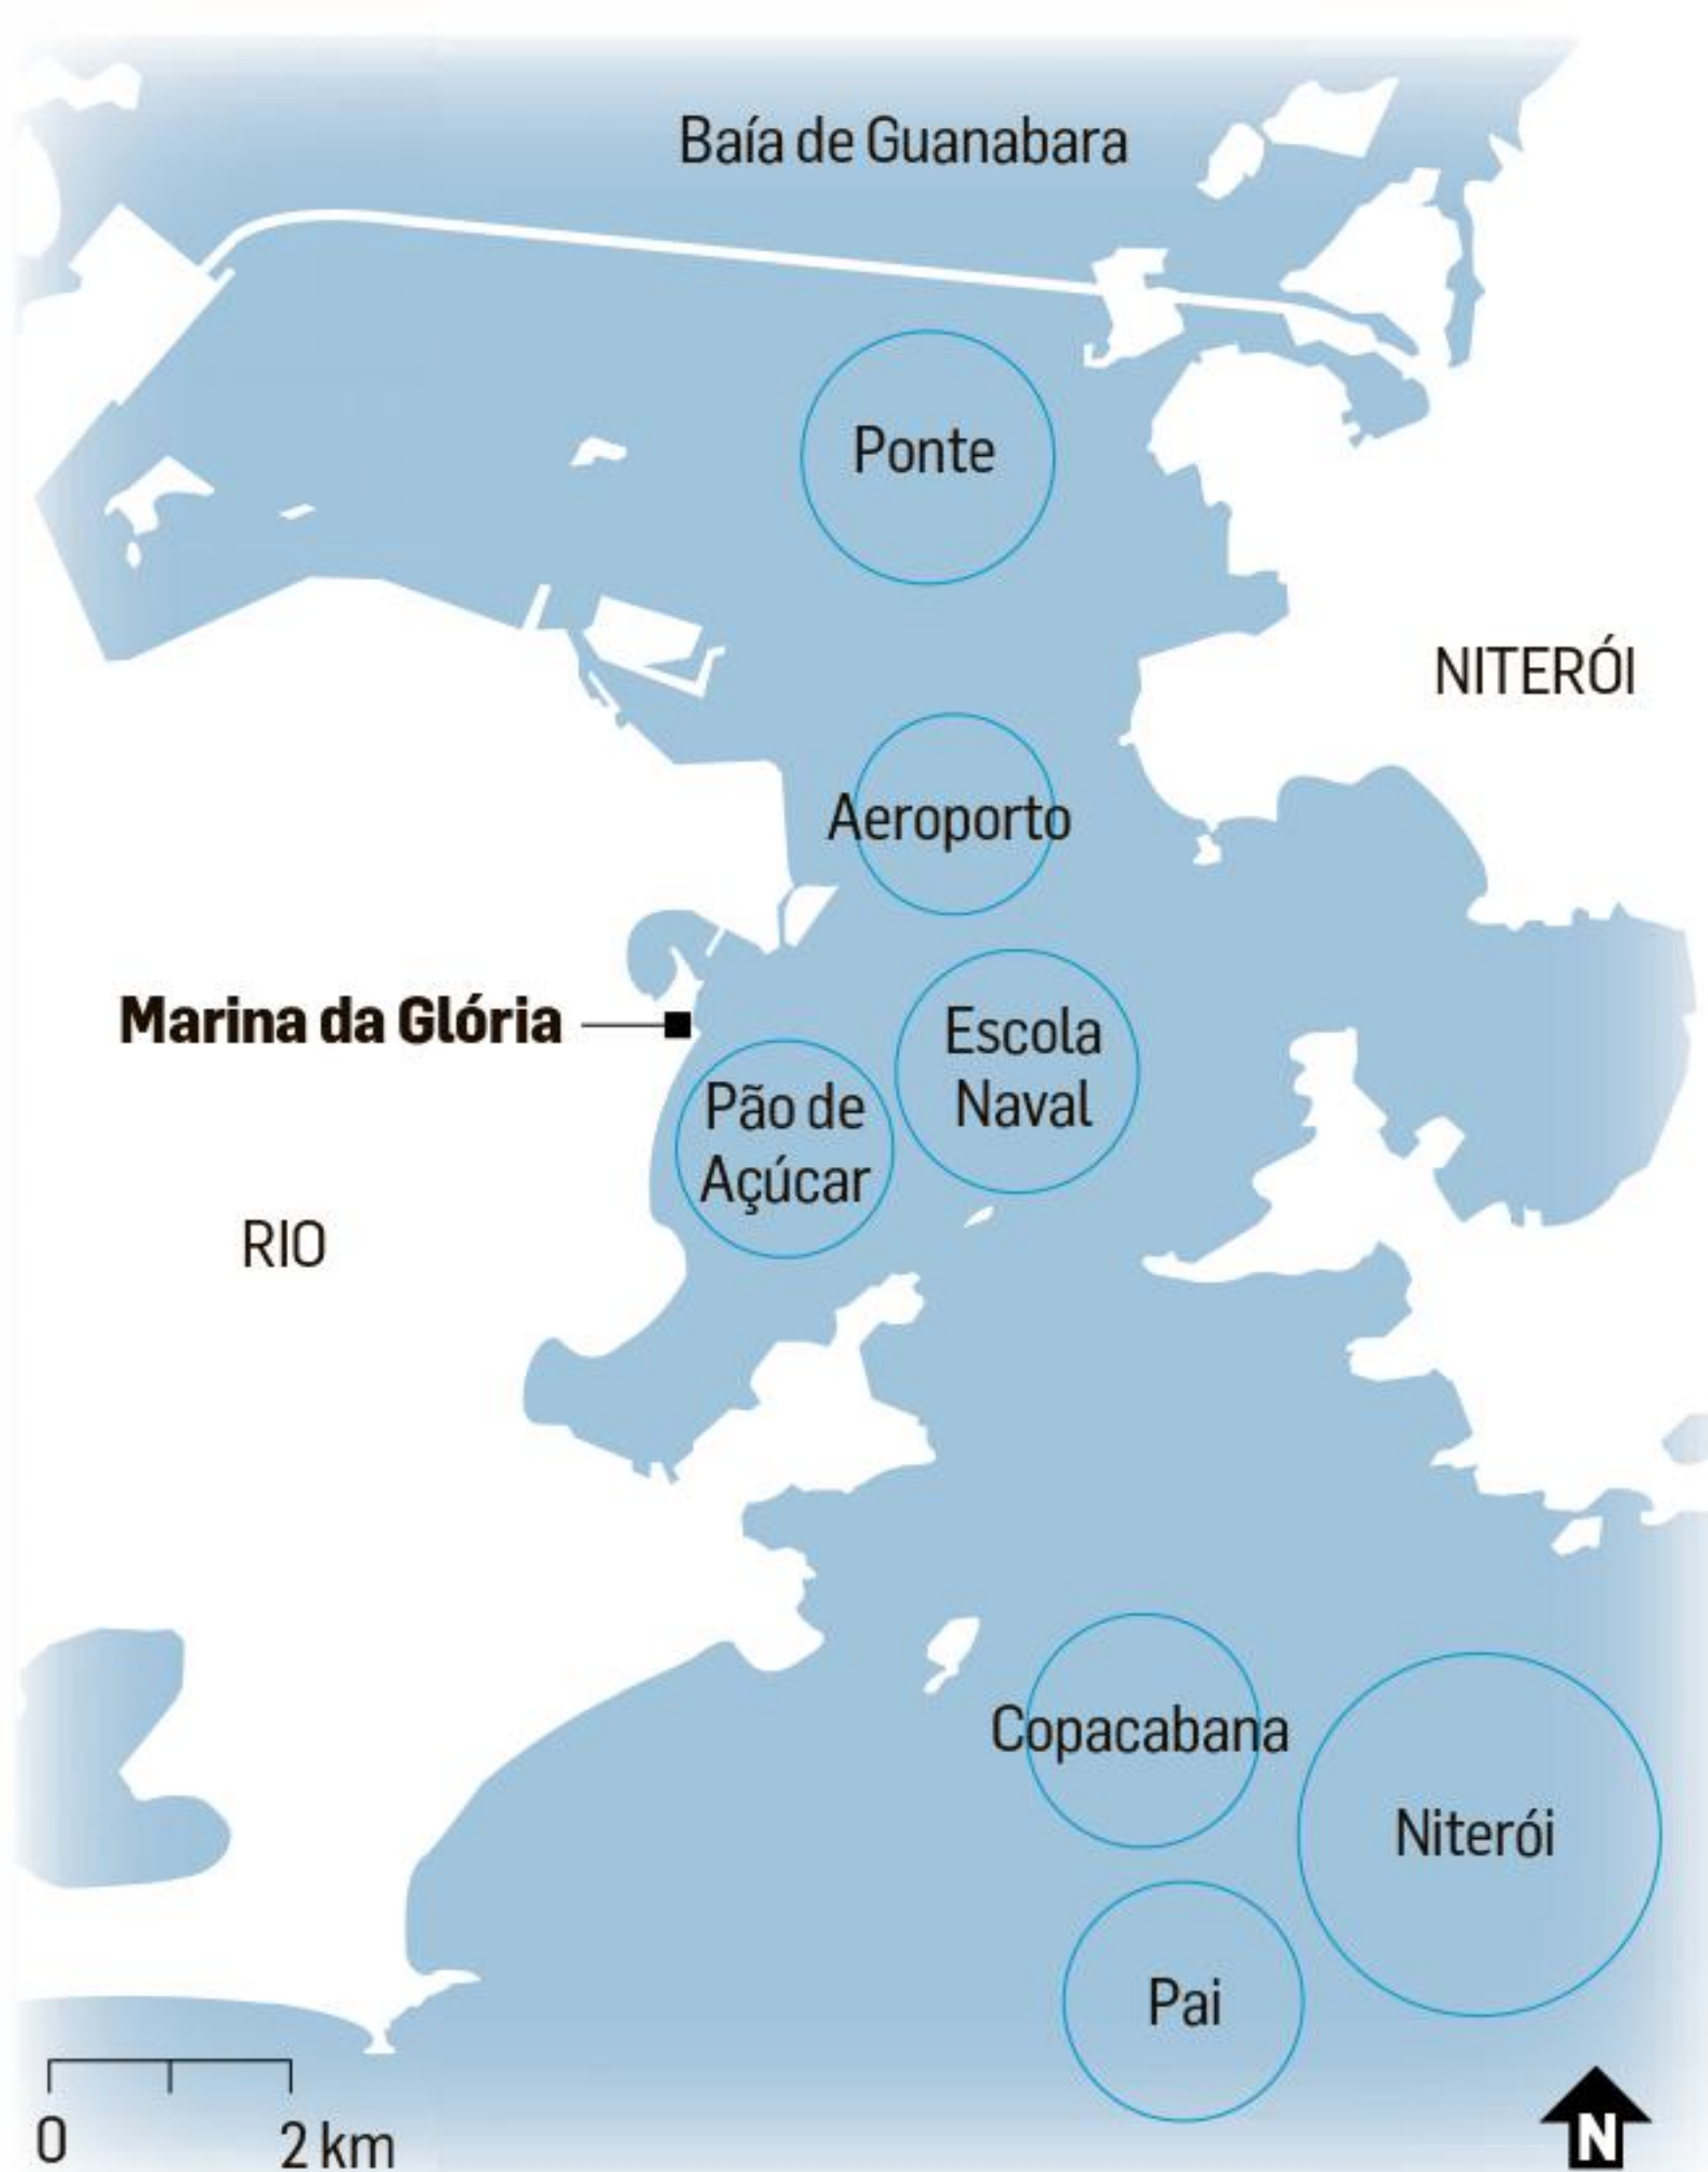 Baía de Guanabara
Ponte
NITERÓI
Aeroporto
Marina da Glória
Escola
Naval
Pão de
Açúcar
RIO
Copacabana
Niterói
Pai
0
2 km
N